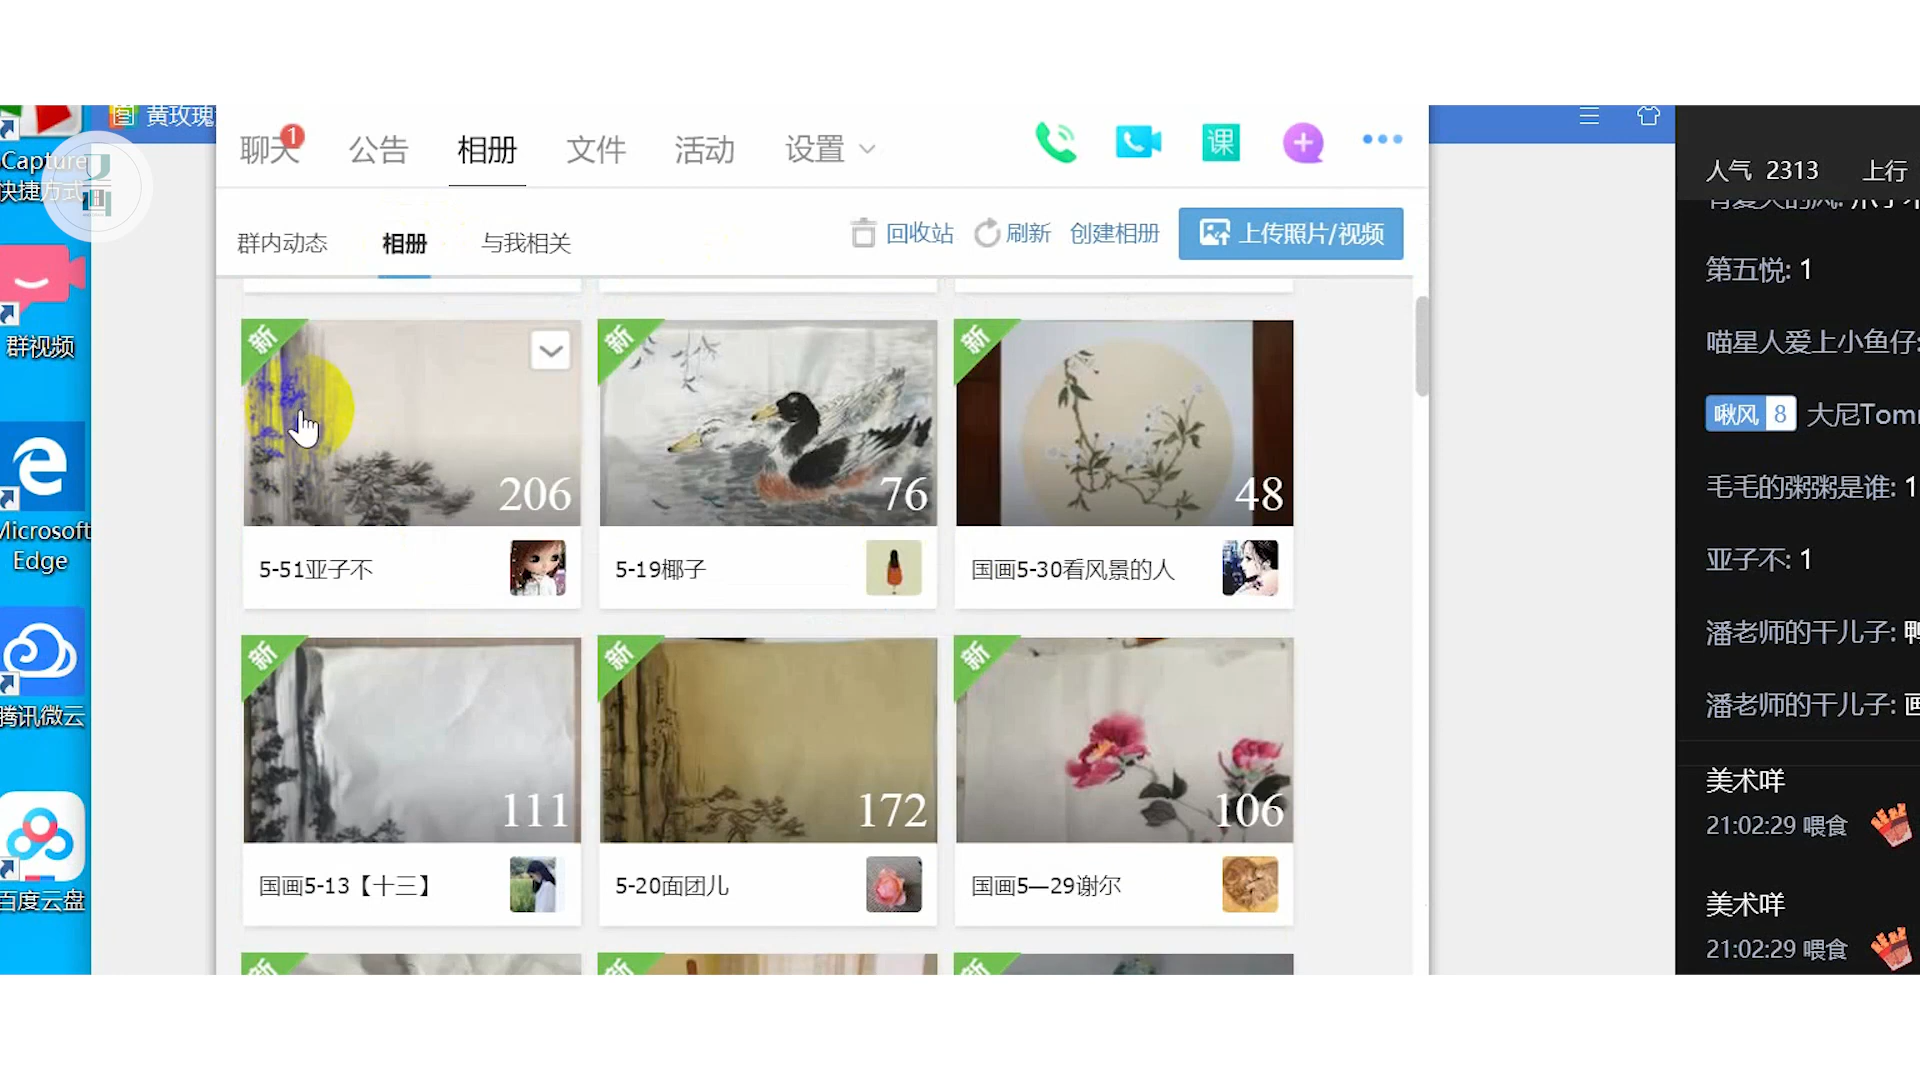 黄玫瑰
Capture
快捷方式
群视频
Microsoft
Edge
腾讯微云
百度云盘
聊天
1
公告
相册
文件
活动
设置
课
群内动态
相册
与我相关
回收站
刷新
创建相册
上传照片/视频
新
206
5-51亚子不
新
76
5-19椰子
新
48
国画5-30看风景的人
新
111
国画5-13【十三】
新
172
5-20面团儿
新
106
国画5—29谢尔
新
新
新
人气 2313 上行
第五悦: 1
喵星人爱上小鱼仔:
啾风 8 大尼Tom
毛毛的粥粥是谁: 1
亚子不: 1
潘老师的干儿子: 鸭
潘老师的干儿子: 画
美术咩
21:02:29 喂食
美术咩
21:02:29 喂食